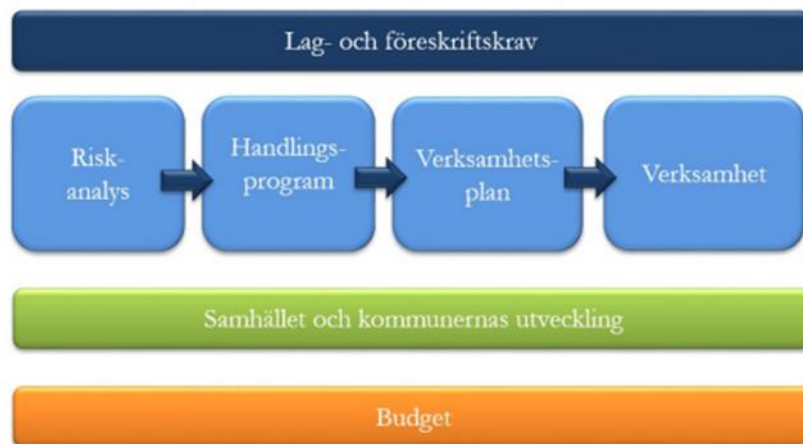 Lag- och föreskriftskrav
Risk-
analys
Handlings-
program
Verksamhets-
plan
Verksamhet
Samhället och kommunernas utveckling
Budget